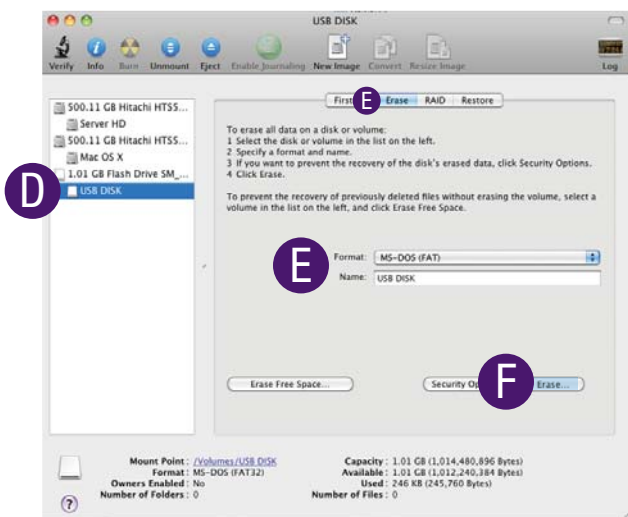 USB DISK
Verify Info Burn Unmount Eject Enable Journaling New Image Convert Resize Image Log
First E Erase RAID Restore
500.11 GB Hitachi HTS5...
Server HD
500.11 GB Hitachi HTS5...
Mac OS X
1.01 GB Flash Drive SM_...
D USB DISK
To erase all data on a disk or volume:
1 Select the disk or volume in the list on the left.
2 Specify a format and name.
3 If you want to prevent the recovery of the disk's erased data, click Security Options.
4 Click Erase.
To prevent the recovery of previously deleted files without erasing the volume, select a
volume in the list on the left, and click Erase Free Space.
E
Format: MS-DOS (FAT)
Name: USB DISK
Erase Free Space... Security Op F Erase...
Mount Point : /Volumes/USB DISK
Format : MS-DOS (FAT32)
Owners Enabled : No
Number of Folders : 0
Capacity : 1.01 GB (1,014,480,896 Bytes)
Available : 1.01 GB (1,012,240,384 Bytes)
Used : 246 KB (245,760 Bytes)
Number of Files : 0
?